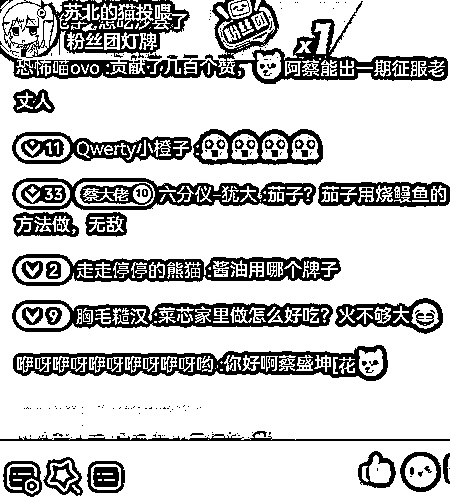 苏北的猫投喂
粉丝团灯牌
粉丝团
x1
恐怖喵ovo :贡献了几百个赞，阿蔡能出一期征服老
丈人
11 Qwerty小橙子 :
33 蔡大佬 10 六分仪-犹大 :茄子？茄子用烧鳗鱼的
方法做，无敌
2 走走停停的熊猫 :酱油用哪个牌子
9 胸毛糙汉 :菜芯家里做怎么好吃？火不够大
咿呀咿呀咿呀咿呀咿呀哟 :你好啊蔡盛坤[花